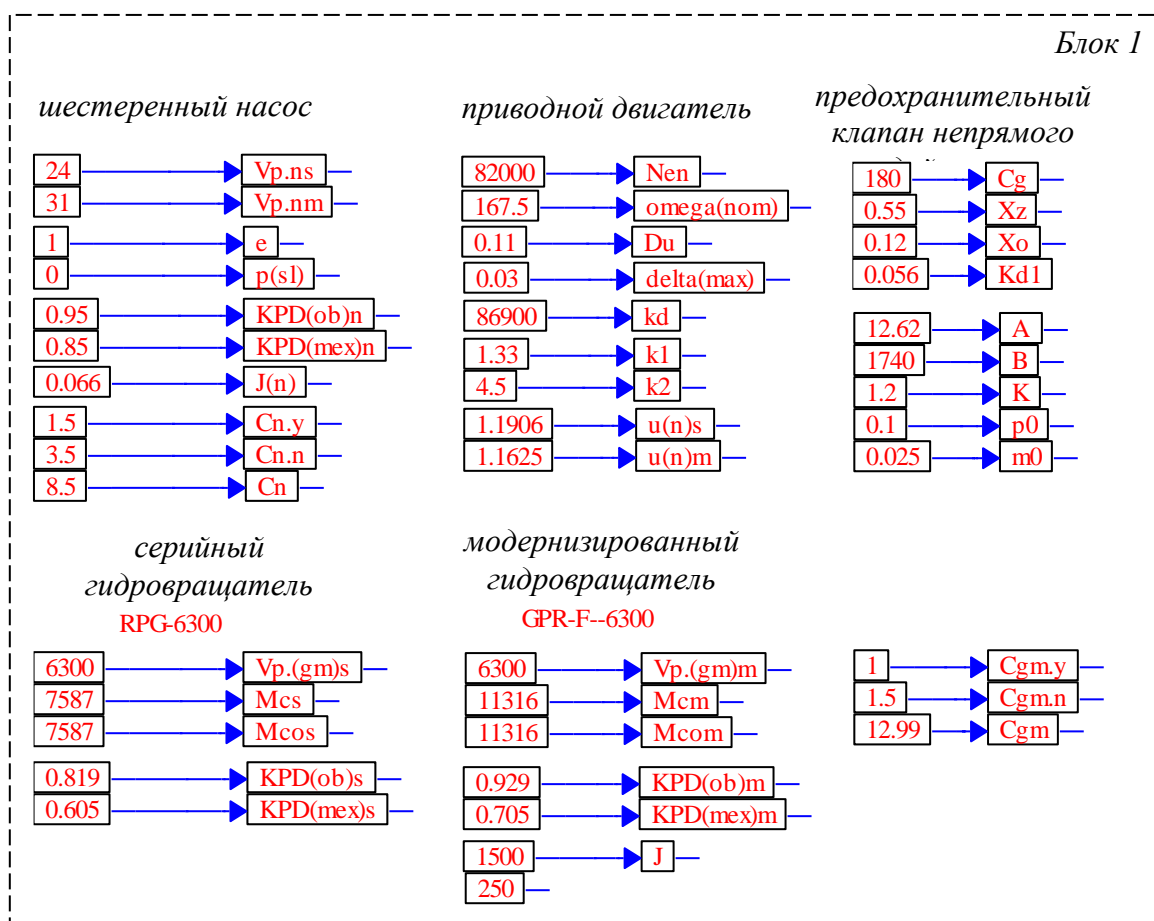 Блок 1
шестеренный насос
24 Vp.ns
31 Vp.nm
1 e
0 p(sl)
0.95 KPD(ob)n
0.85 KPD(mex)n
0.066 J(n)
1.5 Cn.y
3.5 Cn.n
8.5 Cn
приводной двигатель
82000 Nen
167.5 omega(nom)
0.11 Du
0.03 delta(max)
86900 kd
1.33 k1
4.5 k2
1.1906 u(n)s
1.1625 u(n)m
предохранительный
клапан непрямого
180 Cg
0.55 Xz
0.12 Xo
0.056 Kd1
12.62 A
1740 B
1.2 K
0.1 p0
0.025 m0
серийный
гидровращатель
RPG-6300
6300 Vp.(gm)s
7587 Mcs
7587 Mcos
0.819 KPD(ob)s
0.605 KPD(mex)s
модернизированный
гидровращатель
GPR-F--6300
6300 Vp.(gm)m
11316 Mcm
11316 Mcom
0.929 KPD(ob)m
0.705 KPD(mex)m
1500 J
250
1 Cgm.y
1.5 Cgm.n
12.99 Cgm